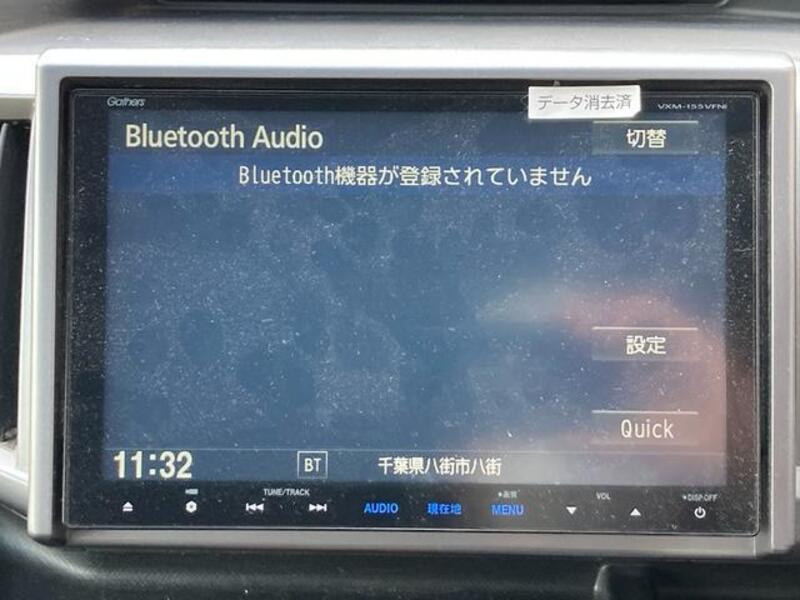 Gathers データ消去済 VXM-155VFNi
Bluetooth Audio 切替
Bluetooth機器が登録されていません
設定
Quick
11:32 BT 千葉県八街市八街
TUNE/TRACK 画質 VOL DISP OFF
AUDIO 現在地 MENU